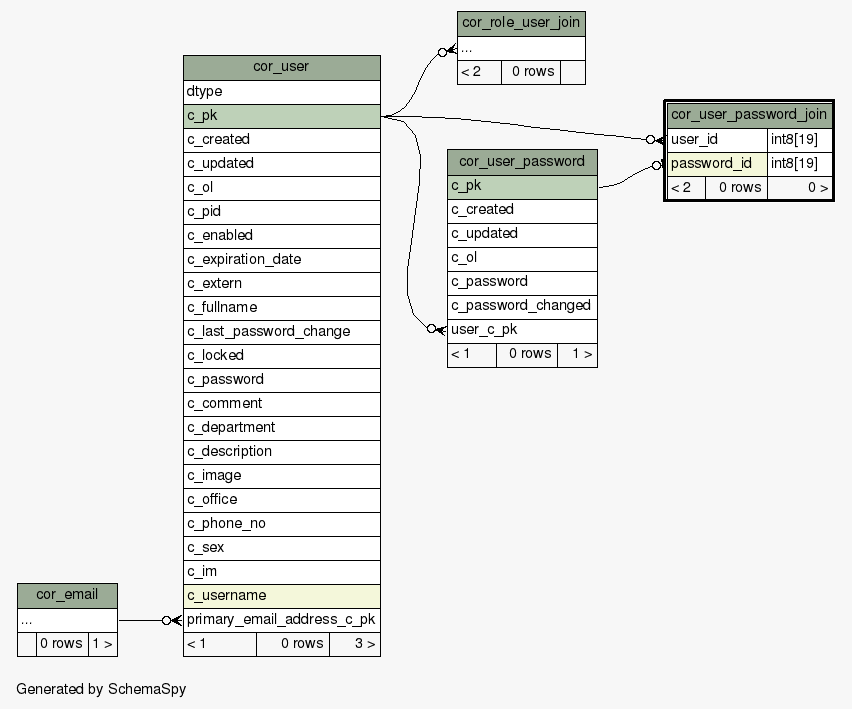 cor_role_user_join
...
< 2 0 rows
cor_user
dtype
c_pk
c_created
c_updated
c_ol
c_pid
c_enabled
c_expiration_date
c_extern
c_fullname
c_last_password_change
c_locked
c_password
c_comment
c_department
c_description
c_image
c_office
c_phone_no
c_sex
c_im
c_username
primary_email_address_c_pk
< 1 0 rows 3 >
cor_user_password_join
user_id int8[19]
password_id int8[19]
< 2 0 rows 0 >
cor_user_password
c_pk
c_created
c_updated
c_ol
c_password
c_password_changed
user_c_pk
< 1 0 rows 1 >
cor_email
...
0 rows 1 >
Generated by SchemaSpy